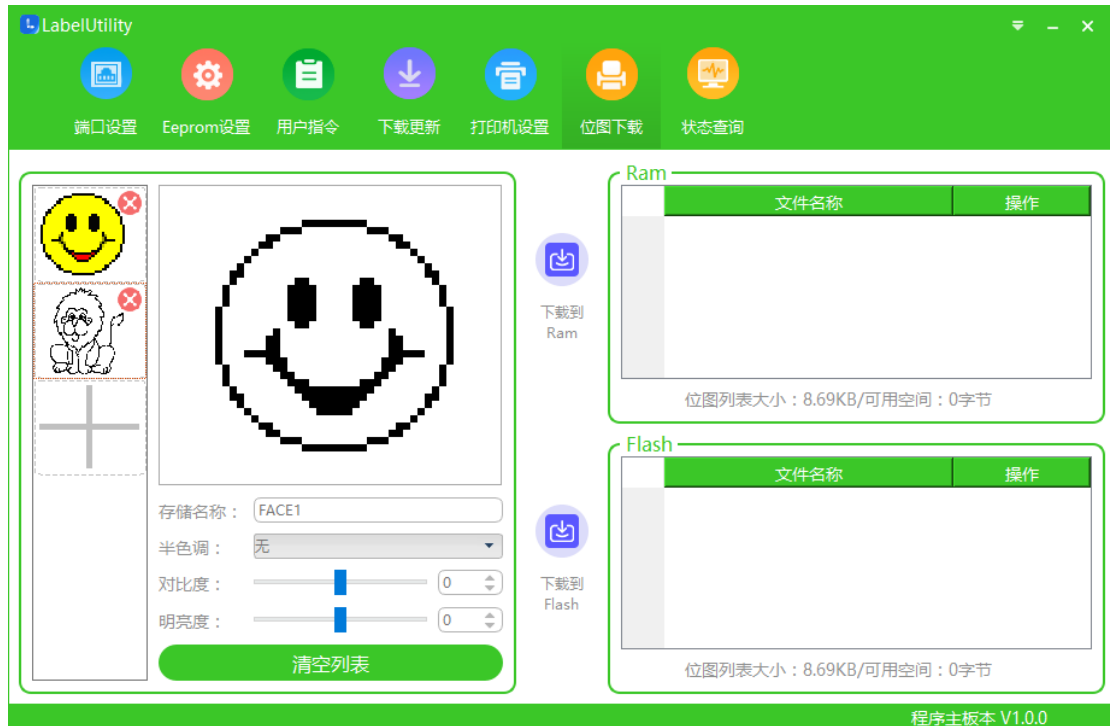 LabelUtility
端口设置 Eeprom设置 用户指令 下载更新 打印机设置 位图下载 状态查询
存储名称： FACE1
半色调： 无
对比度： 0
明亮度： 0
清空列表
下载到
Ram
下载到
Flash
Ram
文件名称 操作
位图列表大小：8.69KB/可用空间：0字节
Flash
文件名称 操作
位图列表大小：8.69KB/可用空间：0字节
程序主板本 V1.0.0